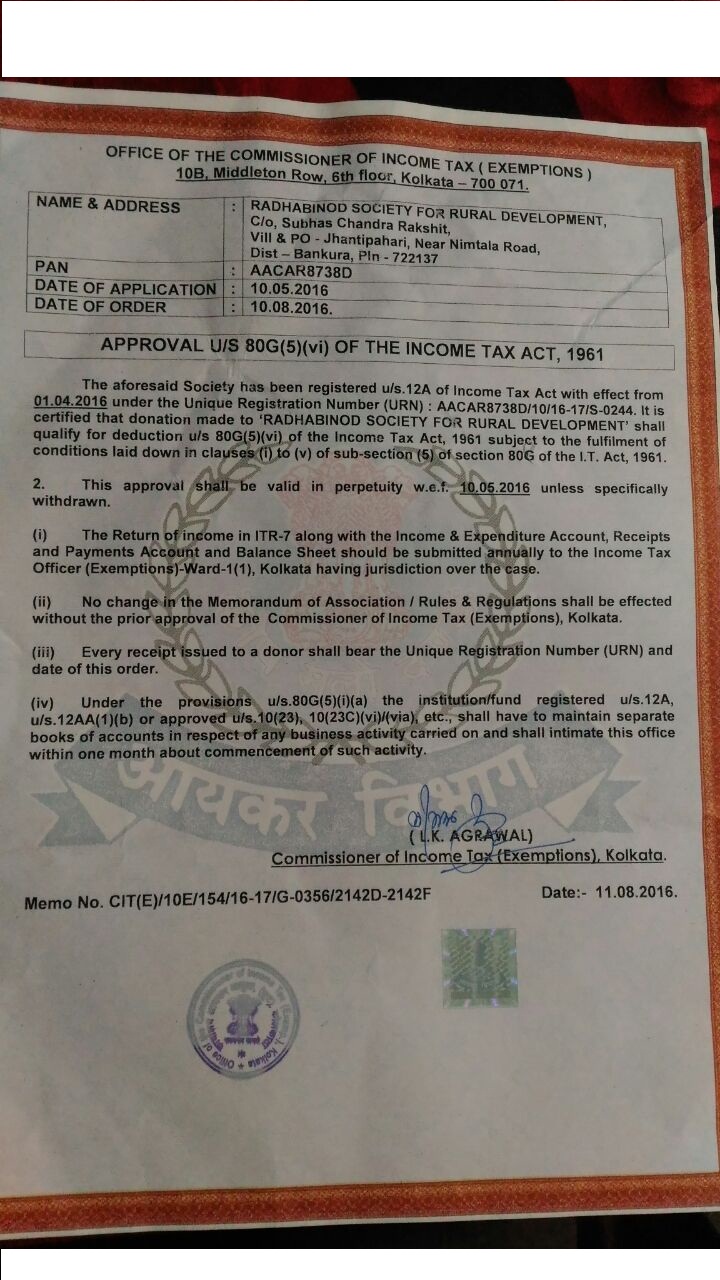 OFFICE OF THE COMMISSIONER OF INCOME TAX ( EXEMPTIONS )
10B, Middleton Row, 6th floor, Kolkata – 700 071.
NAME & ADDRESS : RADHABINOD SOCIETY FOR RURAL DEVELOPMENT,
C/o, Subhas Chandra Rakshit,
Vill & PO - Jhantipahari, Near Nimtala Road,
Dist – Bankura, PIn - 722137
PAN : AACAR8738D
DATE OF APPLICATION : 10.05.2016
DATE OF ORDER : 10.08.2016.
APPROVAL U/S 80G(5)(vi) OF THE INCOME TAX ACT, 1961
The aforesaid Society has been registered u/s.12A of Income Tax Act with effect from
01.04.2016 under the Unique Registration Number (URN) : AACAR8738D/10/16-17/S-0244. It is
certified that donation made to 'RADHABINOD SOCIETY FOR RURAL DEVELOPMENT' shall
qualify for deduction u/s 80G(5)(vi) of the Income Tax Act, 1961 subject to the fulfilment of
conditions laid down in clauses (i) to (v) of sub-section (5) of section 80G of the I.T. Act, 1961.
2. This approval shall be valid in perpetuity w.e.f. 10.05.2016 unless specifically
withdrawn.
(i) The Return of income in ITR-7 along with the Income & Expenditure Account, Receipts
and Payments Account and Balance Sheet should be submitted annually to the Income Tax
Officer (Exemptions)-Ward-1(1), Kolkata having jurisdiction over the case.
(ii) No change in the Memorandum of Association / Rules & Regulations shall be effected
without the prior approval of the Commissioner of Income Tax (Exemptions), Kolkata.
(iii) Every receipt issued to a donor shall bear the Unique Registration Number (URN) and
date of this order.
(iv) Under the provisions u/s.80G(5)(i)(a) the institution/fund registered u/s.12A,
u/s.12AA(1)(b) or approved u/s.10(23), 10(23C)(vi)/(via), etc., shall have to maintain separate
books of accounts in respect of any business activity carried on and shall intimate this office
within one month about commencement of such activity.
आयकर विभाग
( L.K. AGRAWAL)
Commissioner of Income Tax (Exemptions), Kolkata.
Memo No. CIT(E)/10E/154/16-17/G-0356/2142D-2142F Date:- 11.08.2016.